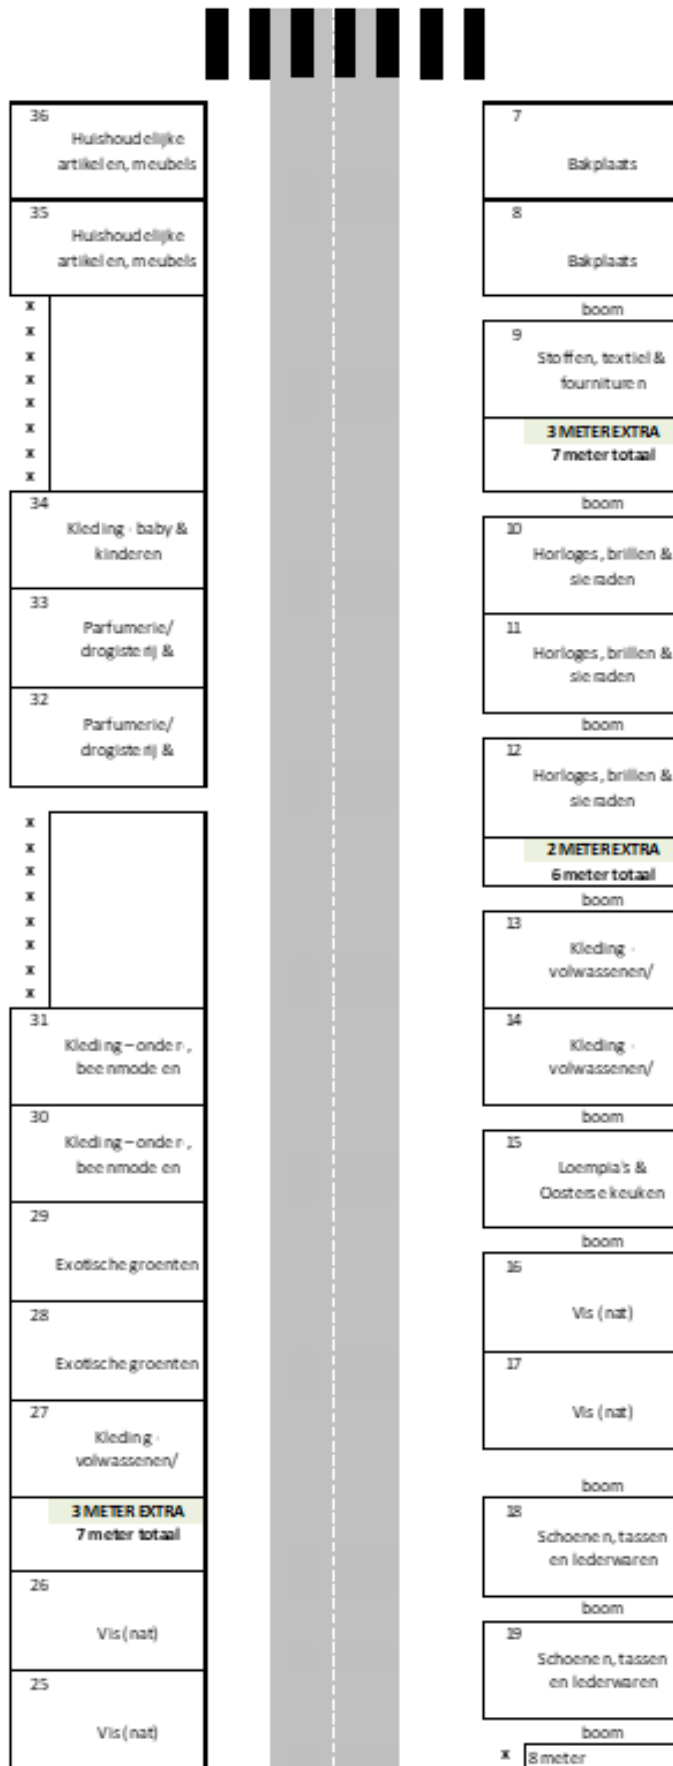 36
Huishoudelijke
artikelen, meubels
35
Huishoudelijke
artikelen, meubels
x
x
x
x
x
x
x
x
34
Kleding - baby &
kinderen
33
Parfumerie/
drogisterij &
32
Parfumerie/
drogisterij &
x
x
x
x
x
x
x
x
31
Kleding – onder-,
beenmode en
30
Kleding – onder-,
beenmode en
29
Exotische groenten
28
Exotische groenten
27
Kleding -
volwassenen/
3 METER EXTRA
7 meter totaal
26
Vis (nat)
25
Vis (nat)
7
Bakplaats
8
Bakplaats
boom
9
Stoffen, textiel &
fournituren
3 METER EXTRA
7 meter totaal
boom
10
Horloges, brillen &
sieraden
11
Horloges, brillen &
sieraden
boom
12
Horloges, brillen &
sieraden
2 METER EXTRA
6 meter totaal
boom
13
Kleding -
volwassenen/
14
Kleding -
volwassenen/
boom
15
Loempia's &
Oosterse keuken
boom
16
Vis (nat)
17
Vis (nat)
boom
18
Schoenen, tassen
en lederwaren
boom
19
Schoenen, tassen
en lederwaren
boom
x
8 meter